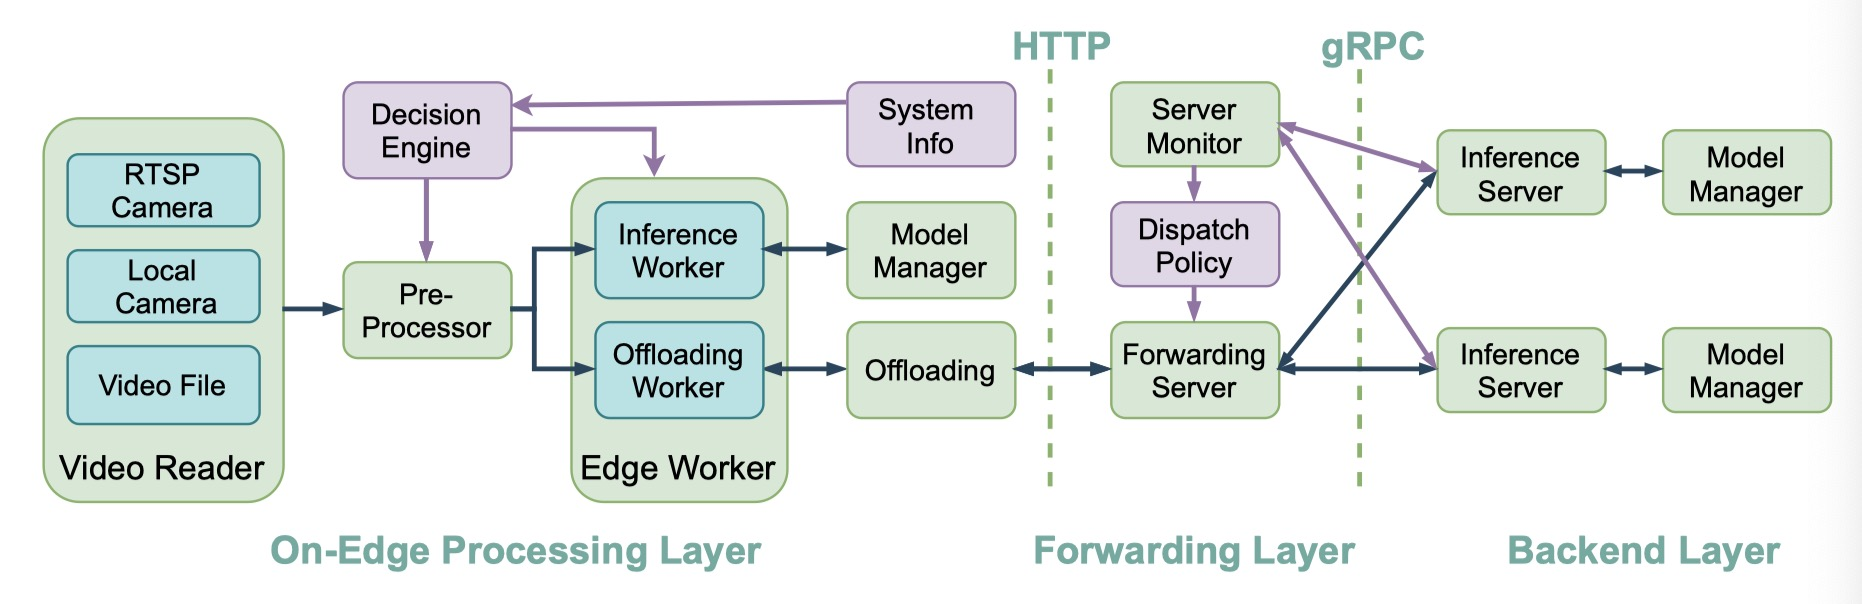 HTTP
gRPC
Decision
Engine
System
Info
Server
Monitor
Inference
Server
Model
Manager
RTSP
Camera
Local
Camera
Video File
Video Reader
Pre-
Processor
Inference
Worker
Offloading
Worker
Edge Worker
Model
Manager
Offloading
Dispatch
Policy
Forwarding
Server
Inference
Server
Model
Manager
On-Edge Processing Layer
Forwarding Layer
Backend Layer